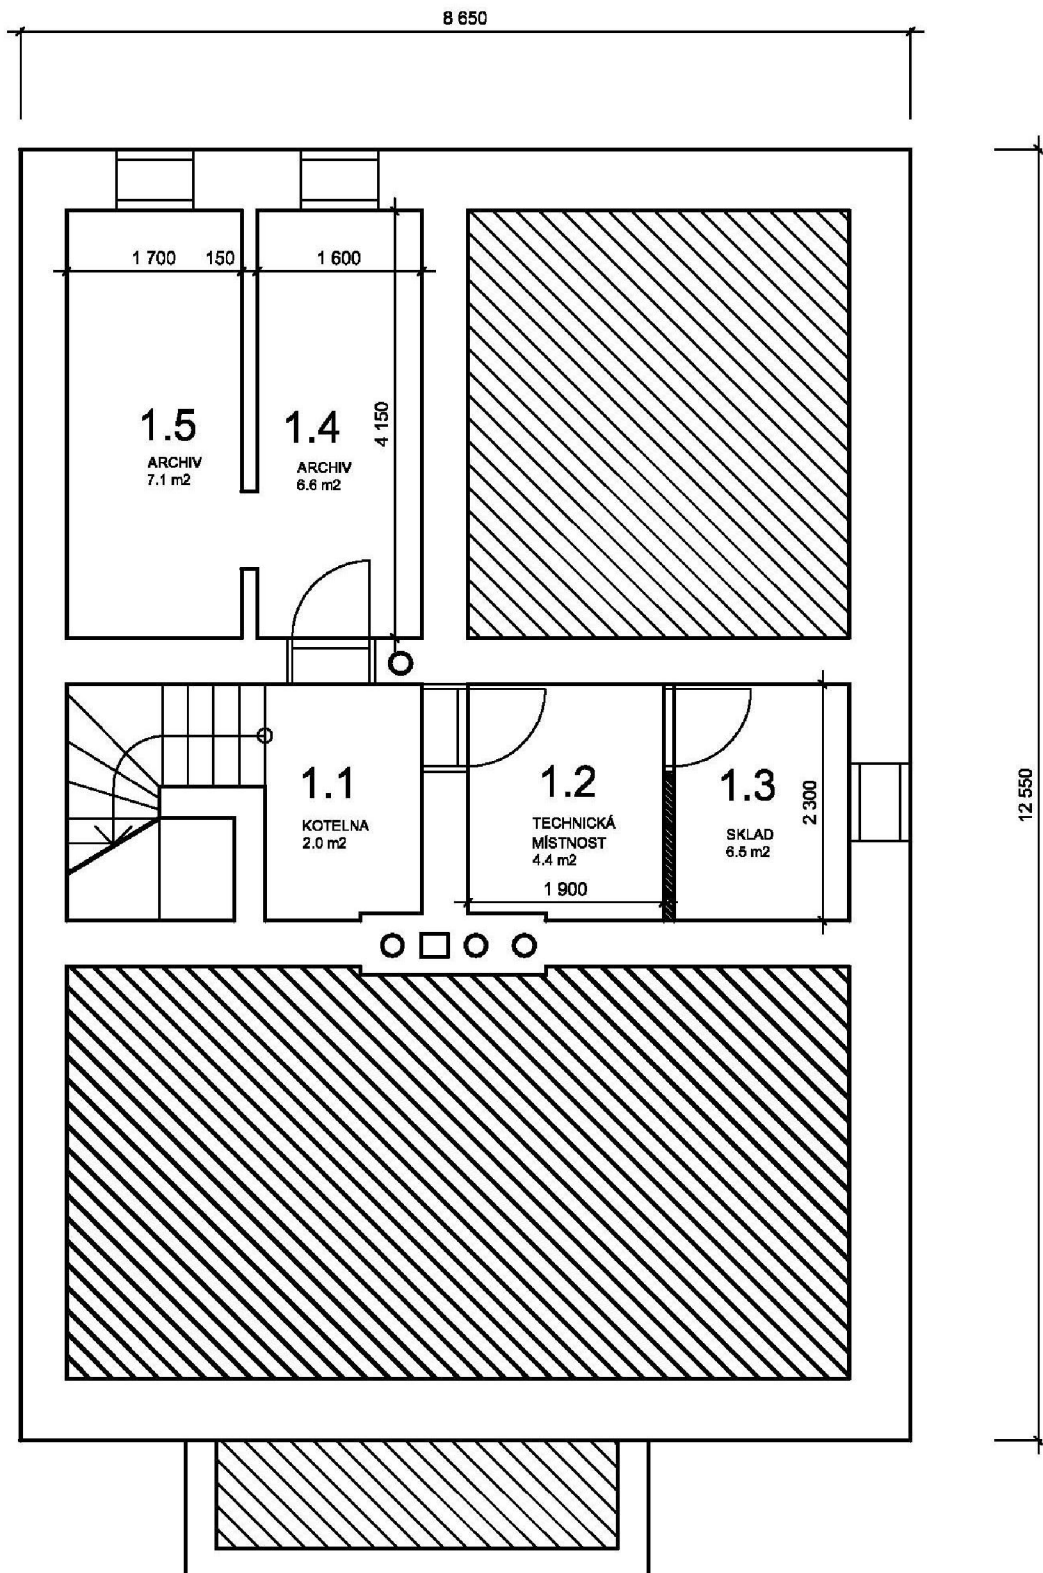 8 650
1 700
150
1 600
4 150
1.5
ARCHIV
7.1 m2
1.4
ARCHIV
6.6 m2
1.1
KOTELNA
2.0 m2
1.2
TECHNICKÁ
MÍSTNOST
4.4 m2
1 900
1.3
SKLAD
6.5 m2
2 300
12 550